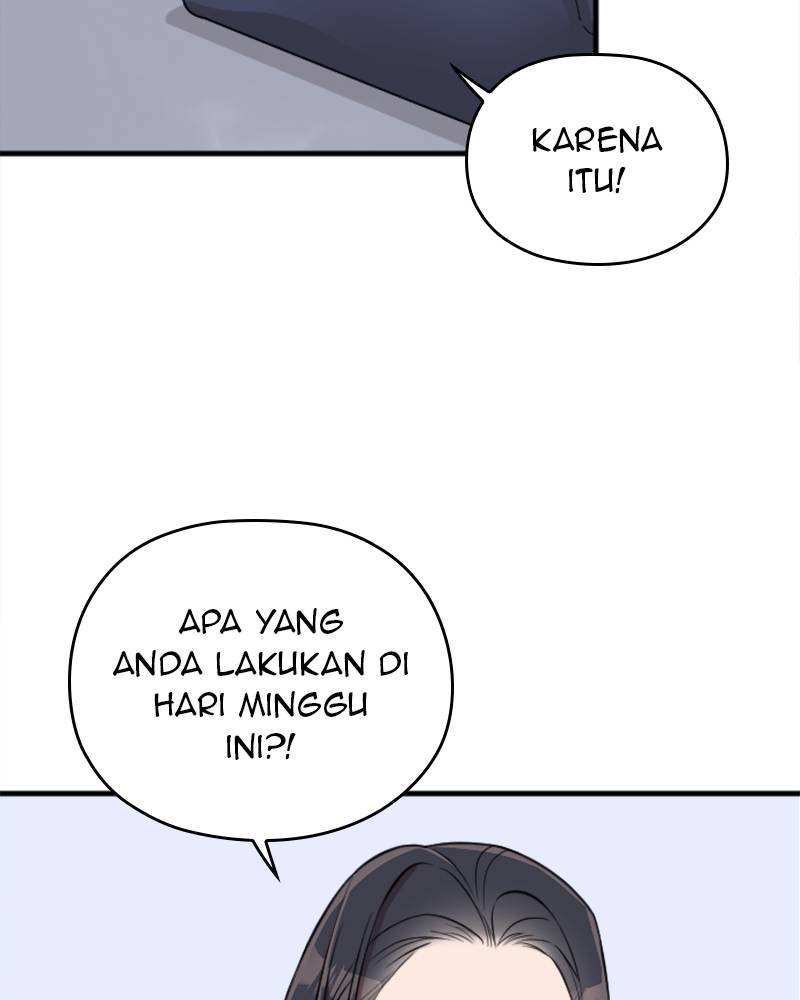 KARENA
ITU!
APA YANG
ANDA LAKUKAN DI
HARI MINGGU
INI?!